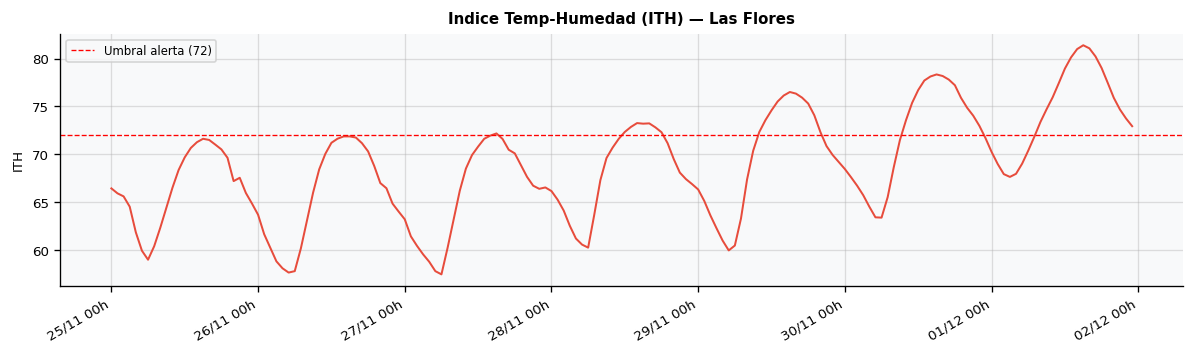 Indice Temp-Humedad (ITH) — Las Flores
Umbral alerta (72)
ITH
80
75
70
65
60
25/11 00h
26/11 00h
27/11 00h
28/11 00h
29/11 00h
30/11 00h
01/12 00h
02/12 00h